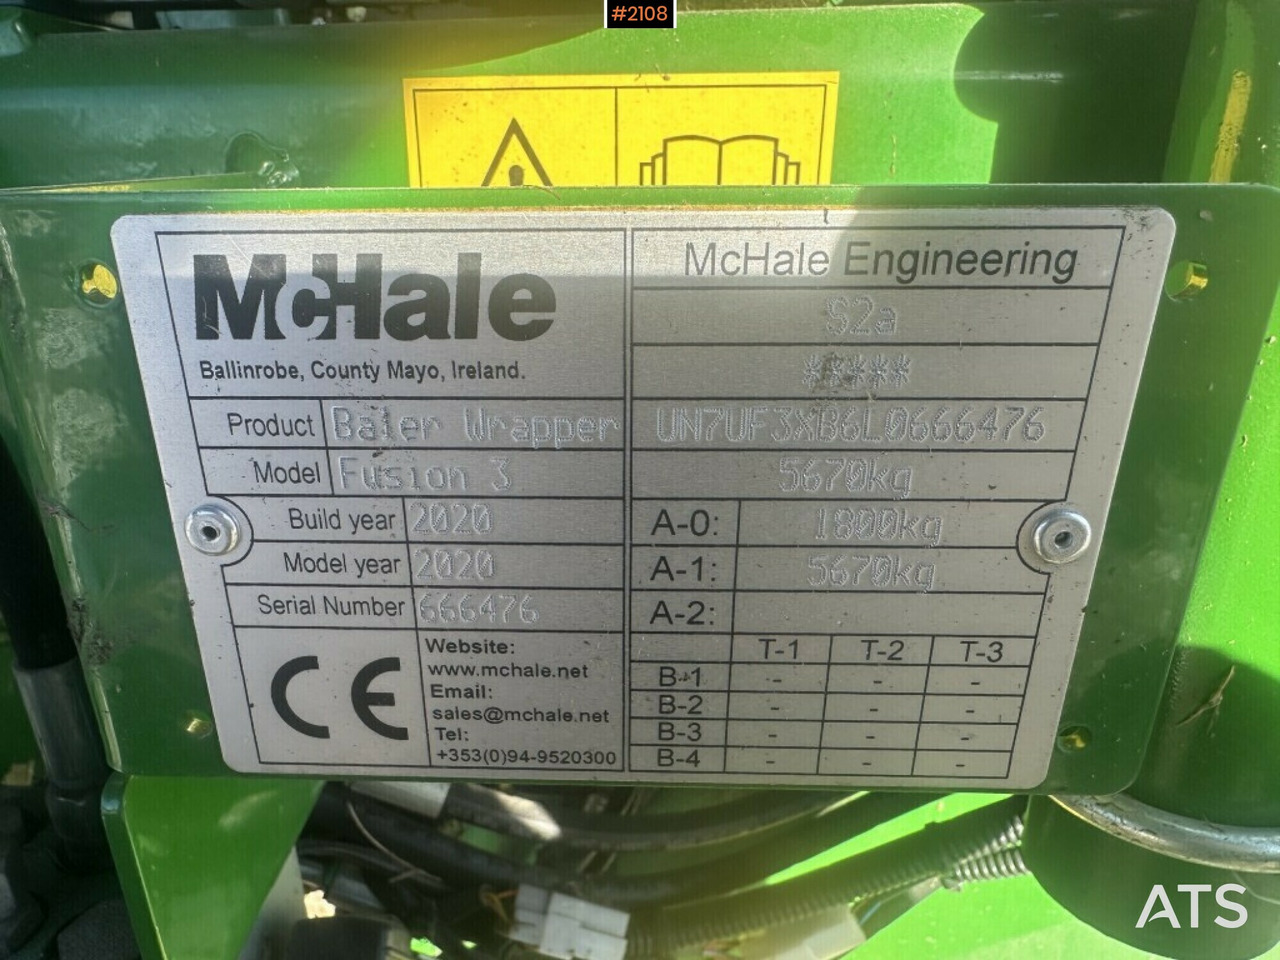 #2108
McHale
Ballinrobe, County Mayo, Ireland.
Product Baler Wrapper
Model Fusion 3
Build year 2020
Model year 2020
Serial Number 666476
CE
Website:
www.mchale.net
Email:
sales@mchale.net
Tel:
+353(0)94-9520300
McHale Engineering
S2a
*****
UN7UF3XB6L0666476
5670kg
A-0: 1800kg
A-1: 5670kg
A-2:
T-1 T-2 T-3
B-1 - - -
B-2 - - -
B-3 - - -
B-4 - - -
ATS